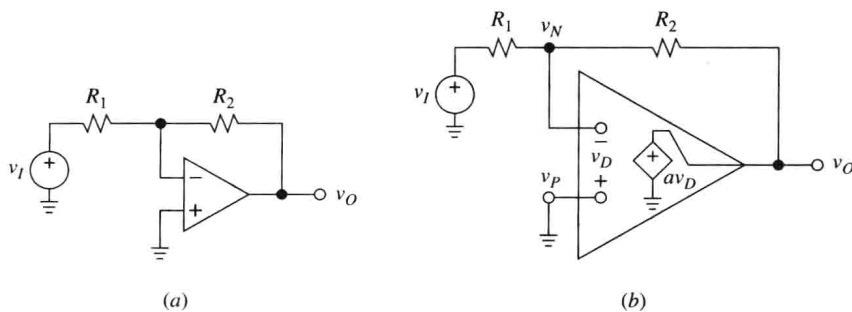 R1 R2
vI
−
+
vO
(a)
R1 vN R2
vI
−
vD
vP +
+
avD
vO
(b)